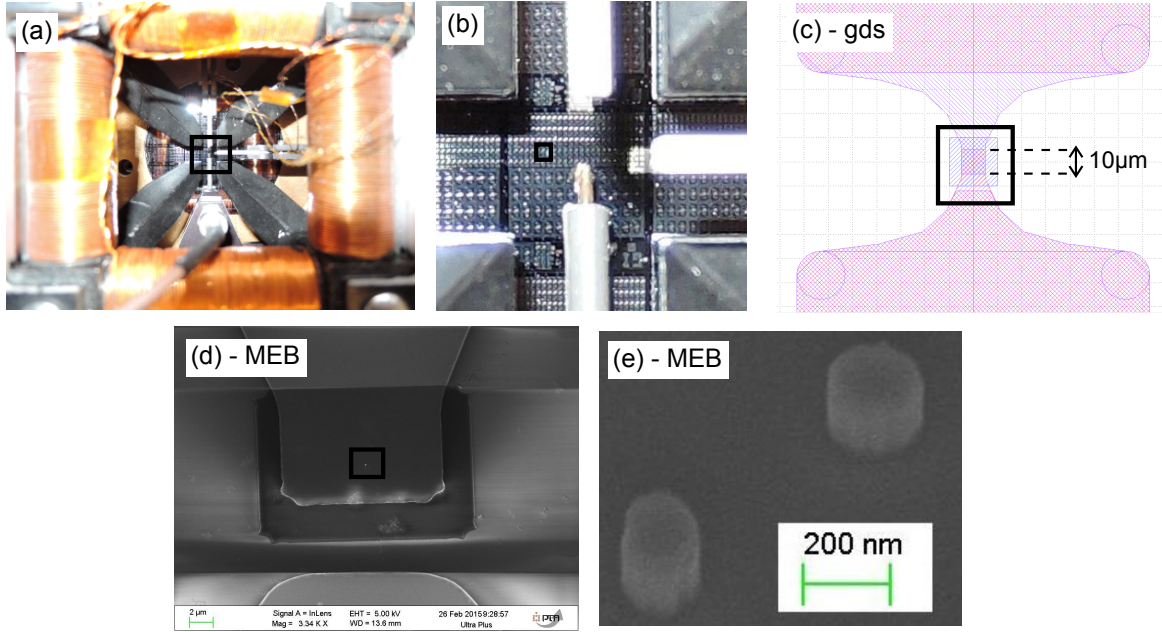 (a)
(b)
(c) - gds
10µm
(d) - MEB
(e) - MEB
2 µm
Signal A = InLens
Mag = 3.34 K X
EHT = 5.00 kV
WD = 13.6 mm
26 Feb 2015 9:28:57
Ultra Plus
PTA
200 nm